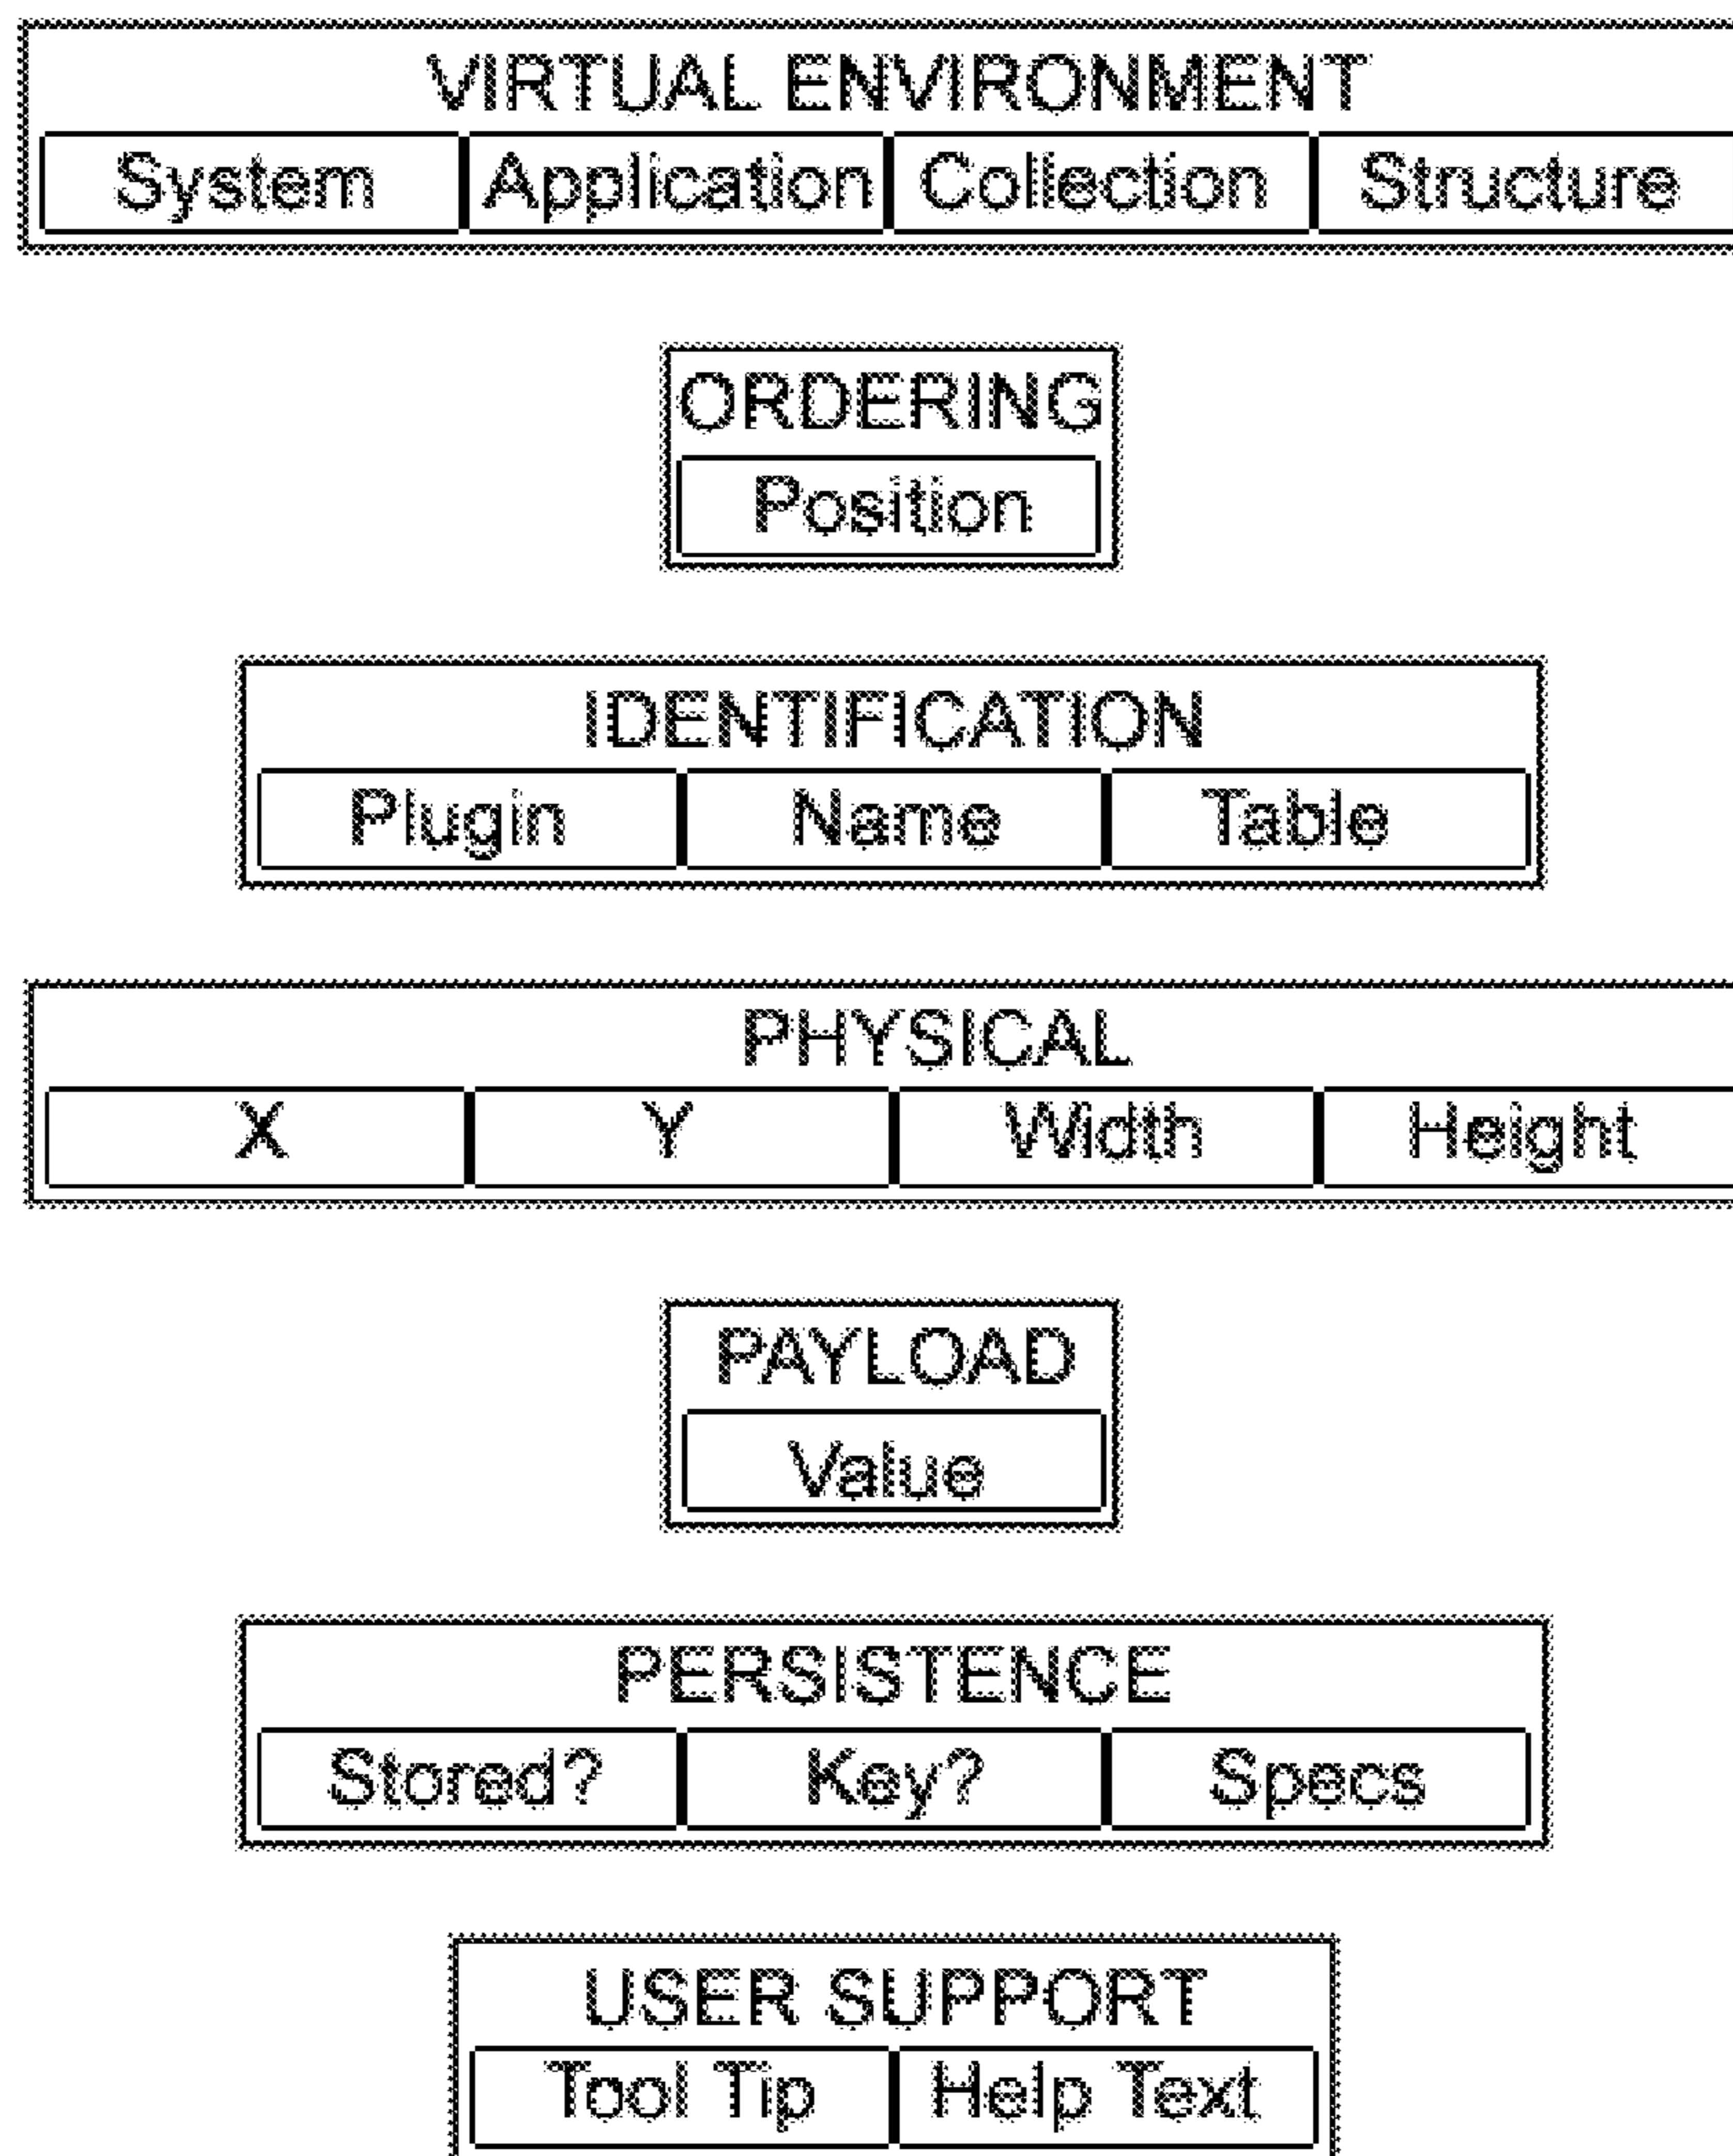 VIRTUAL ENVIRONMENT
System Application Collection Structure
ORDERING
Position
IDENTIFICATION
Plugin Name Table
PHYSICAL
X Y Width Height
PAYLOAD
Value
PERSISTENCE
Stored? Key? Specs
USER SUPPORT
Tool Tip Help Text